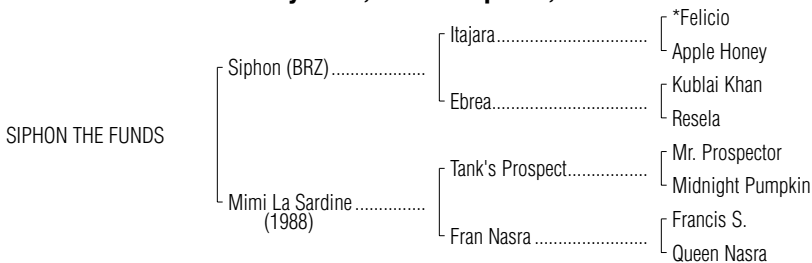 *Felicio
Itajara....................................
Apple Honey
Siphon (BRZ)....................
Kublai Khan
Ebrea.....................................
Resela
SIPHON THE FUNDS
Mr. Prospector
Tank's Prospect..................
Midnight Pumpkin
Mimi La Sardine...............
(1988)
Francis S.
Fran Nasra..........................
Queen Nasra